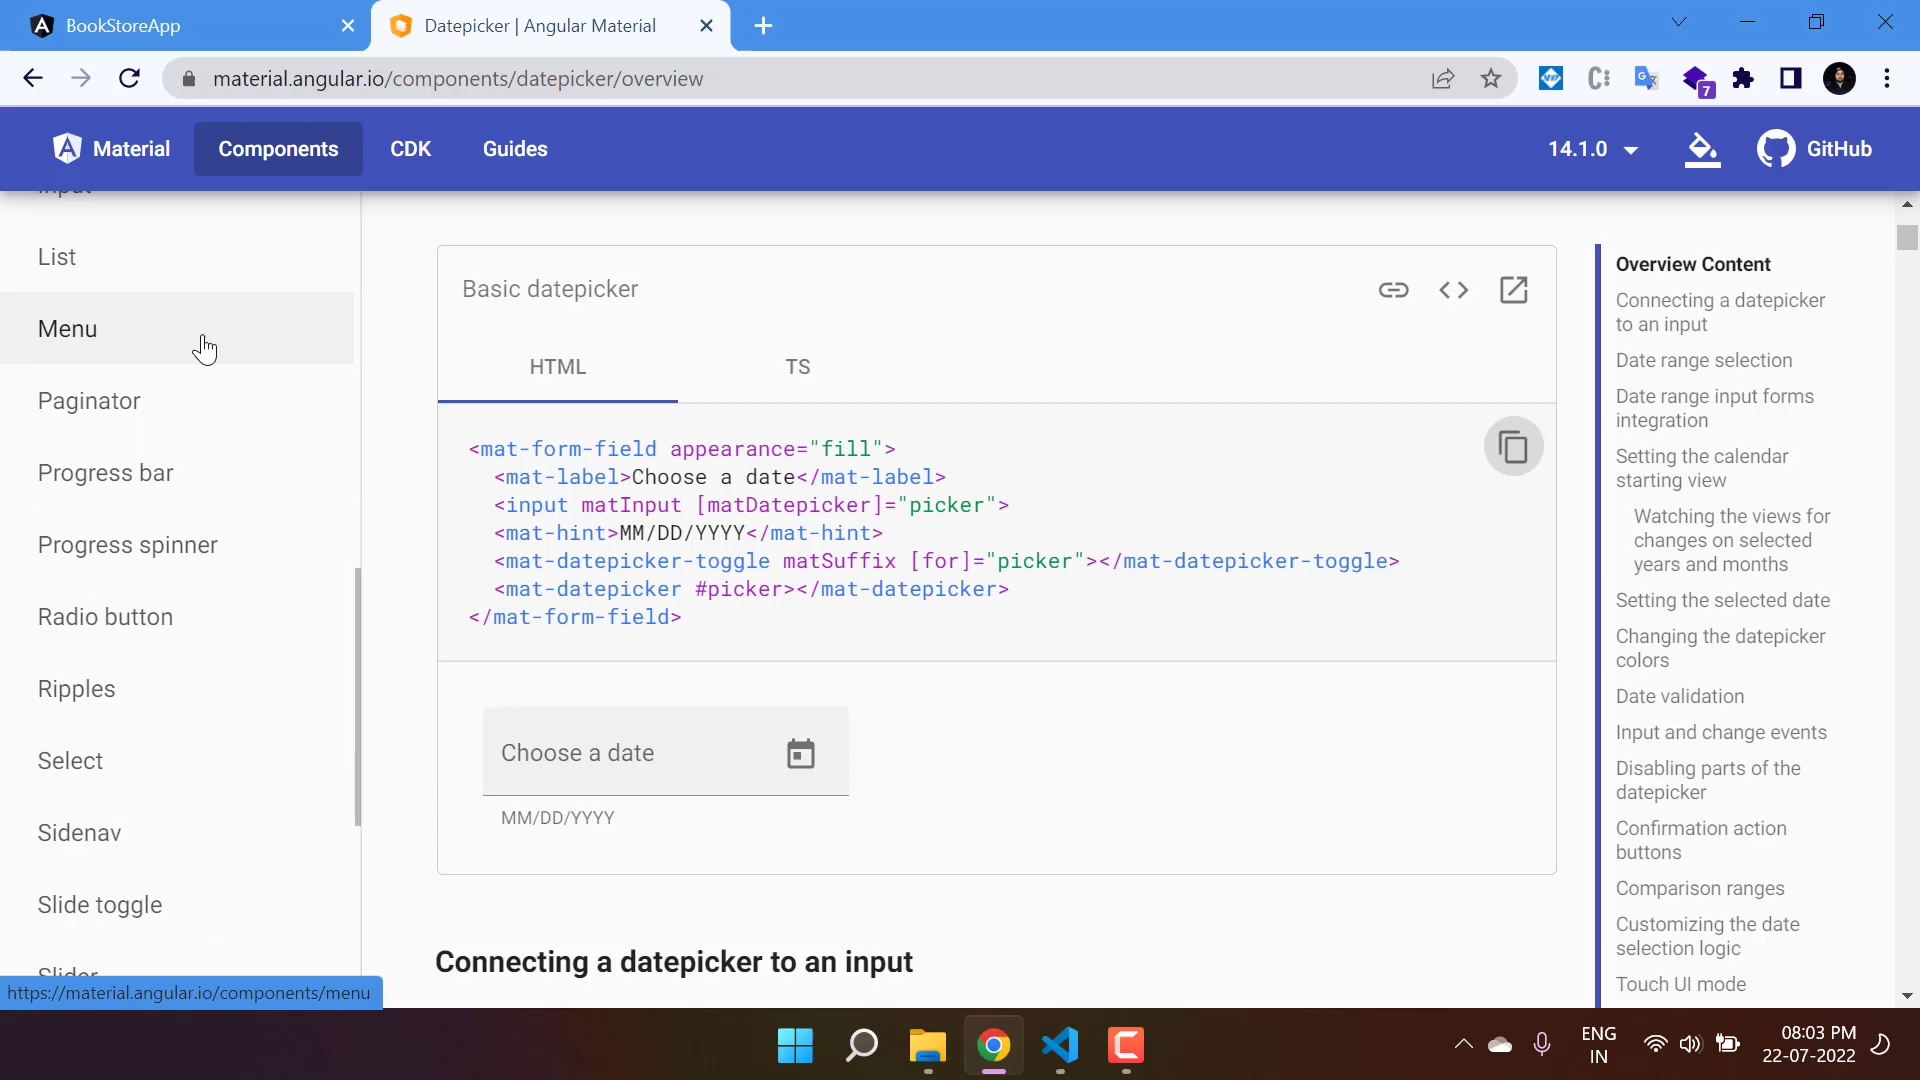 BookStoreApp
Datepicker | Angular Material
material.angular.io/components/datepicker/overview
7
Material
Components
CDK
Guides
14.1.0
GitHub
Input
List
Menu
Paginator
Progress bar
Progress spinner
Radio button
Ripples
Select
Sidenav
Slide toggle
Slider
https://material.angular.io/components/menu
Basic datepicker
HTML
TS
<mat-form-field appearance="fill">
<mat-label>Choose a date</mat-label>
<input matInput [matDatepicker]="picker">
<mat-hint>MM/DD/YYYY</mat-hint>
<mat-datepicker-toggle matSuffix [for]="picker"></mat-datepicker-toggle>
<mat-datepicker #picker></mat-datepicker>
</mat-form-field>
Choose a date
MM/DD/YYYY
Connecting a datepicker to an input
Overview Content
Connecting a datepicker
to an input
Date range selection
Date range input forms
integration
Setting the calendar
starting view
Watching the views for
changes on selected
years and months
Setting the selected date
Changing the datepicker
colors
Date validation
Input and change events
Disabling parts of the
datepicker
Confirmation action
buttons
Comparison ranges
Customizing the date
selection logic
Touch UI mode
ENG
IN
08:03 PM
22-07-2022